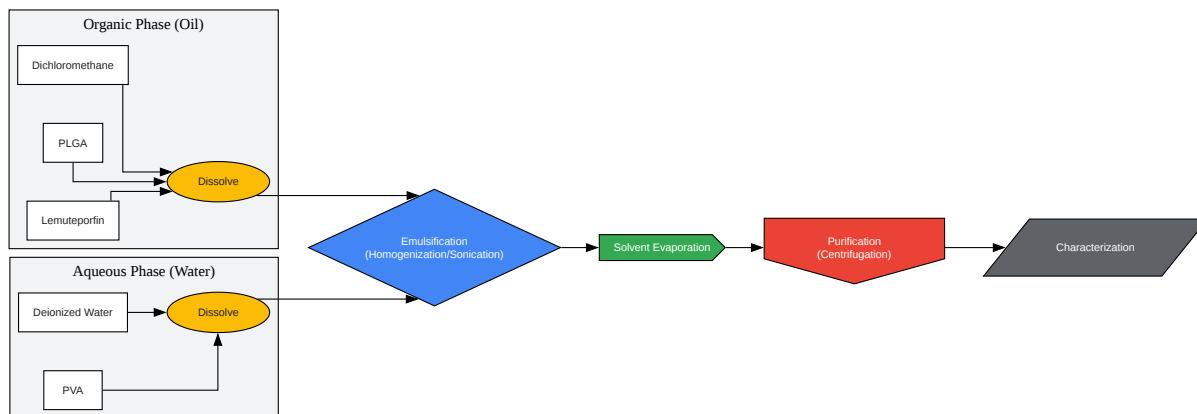 Organic Phase (Oil)
Dichloromethane
PLGA
Dissolve
Lemuteporfin
Aqueous Phase (Water)
Deionized Water
Dissolve
PVA
Emulsification
(Homogenization/Sonication)
Solvent Evaporation
Purification
(Centrifugation)
Characterization